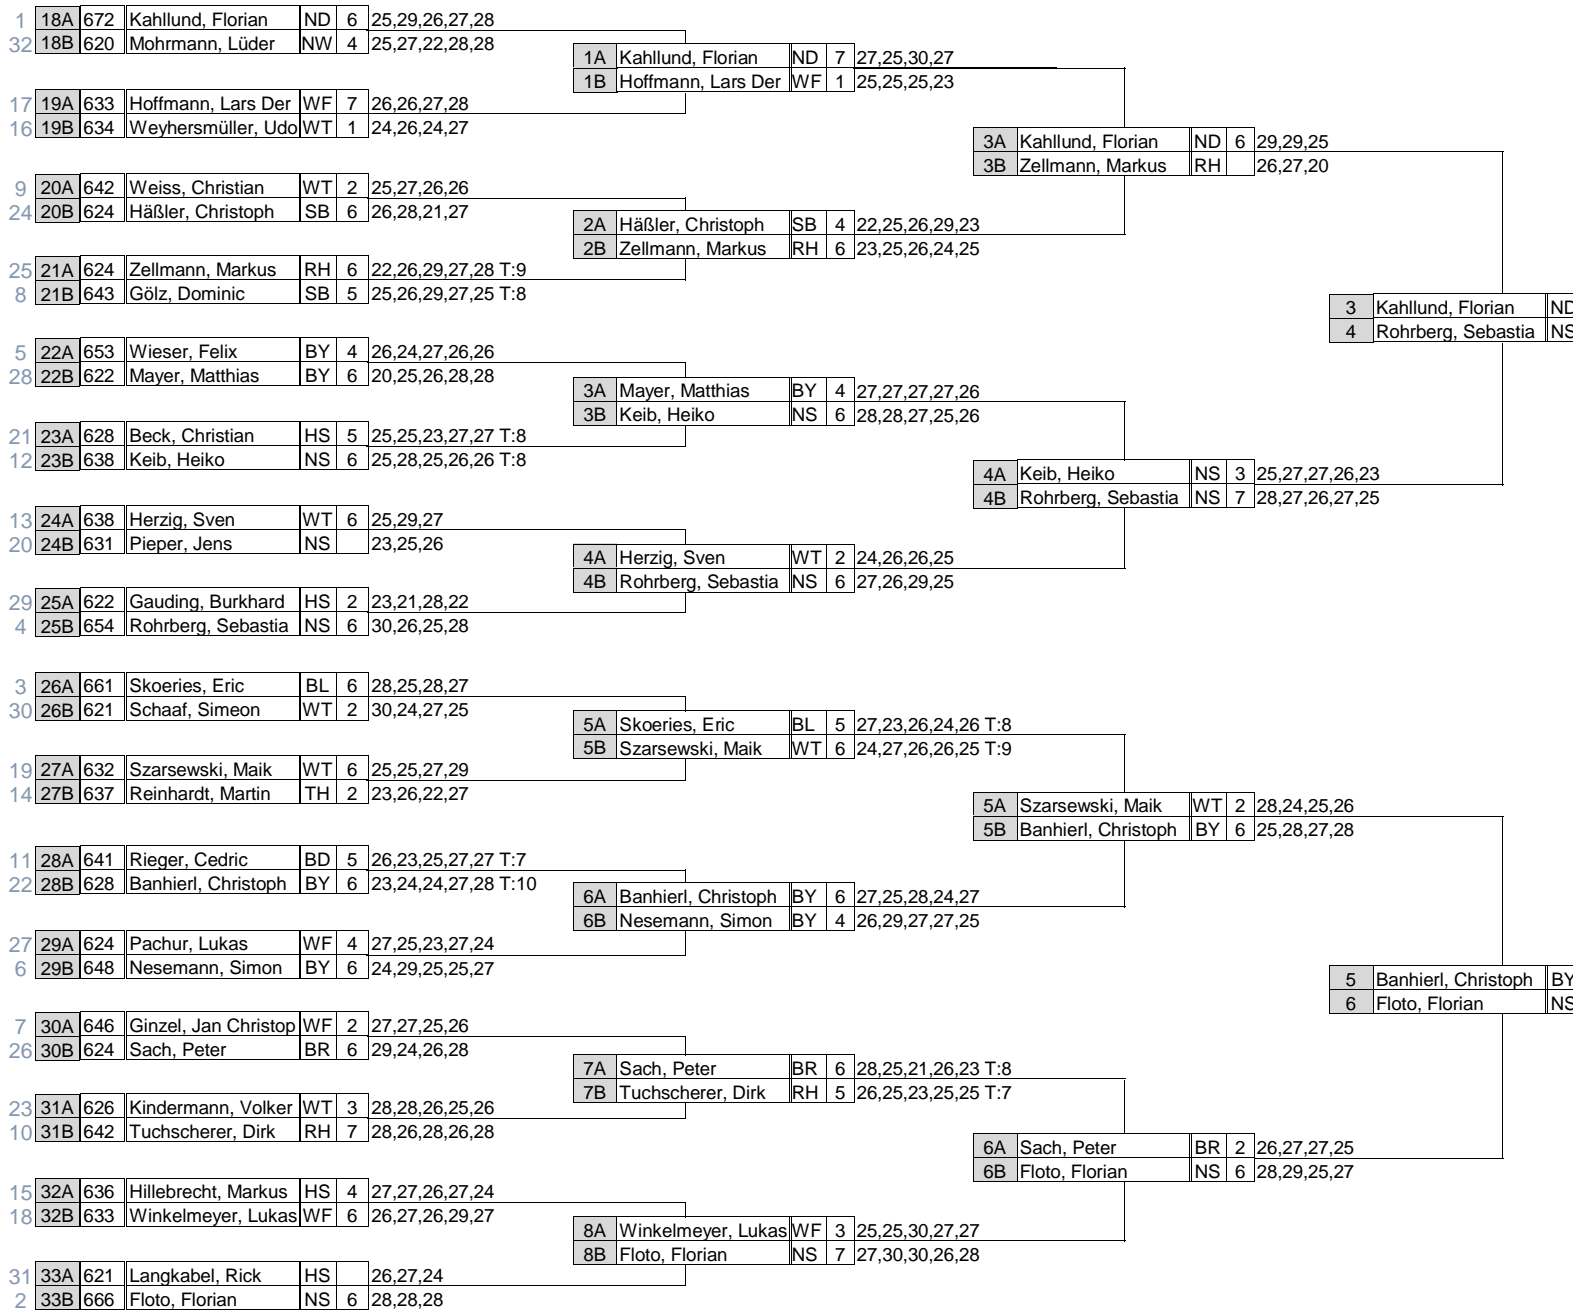 1 18A 672 Kahllund, Florian ND 6 25,29,26,27,28
32 18B 620 Mohrmann, Lüder NW 4 25,27,22,28,28
17 19A 633 Hoffmann, Lars Der WF 7 26,26,27,28
16 19B 634 Weyhersmüller, Udo WT 1 24,26,24,27
9 20A 642 Weiss, Christian WT 2 25,27,26,26
24 20B 624 Häßler, Christoph SB 6 26,28,21,27
25 21A 624 Zellmann, Markus RH 6 22,26,29,27,28 T:9
8 21B 643 Gölz, Dominic SB 5 25,26,29,27,25 T:8
5 22A 653 Wieser, Felix BY 4 26,24,27,26,26
28 22B 622 Mayer, Matthias BY 6 20,25,26,28,28
21 23A 628 Beck, Christian HS 5 25,25,23,27,27 T:8
12 23B 638 Keib, Heiko NS 6 25,28,25,26,26 T:8
13 24A 638 Herzig, Sven WT 6 25,29,27
20 24B 631 Pieper, Jens NS 23,25,26
29 25A 622 Gauding, Burkhard HS 2 23,21,28,22
4 25B 654 Rohrberg, Sebastia NS 6 30,26,25,28
3 26A 661 Skoeries, Eric BL 6 28,25,28,27
30 26B 621 Schaaf, Simeon WT 2 30,24,27,25
19 27A 632 Szarsewski, Maik WT 6 25,25,27,29
14 27B 637 Reinhardt, Martin TH 2 23,26,22,27
11 28A 641 Rieger, Cedric BD 5 26,23,25,27,27 T:7
22 28B 628 Banhierl, Christoph BY 6 23,24,24,27,28 T:10
27 29A 624 Pachur, Lukas WF 4 27,25,23,27,24
6 29B 648 Nesemann, Simon BY 6 24,29,25,25,27
7 30A 646 Ginzel, Jan Christop WF 2 27,27,25,26
26 30B 624 Sach, Peter BR 6 29,24,26,28
23 31A 626 Kindermann, Volker WT 3 28,28,26,25,26
10 31B 642 Tuchscherer, Dirk RH 7 28,26,28,26,28
15 32A 636 Hillebrecht, Markus HS 4 27,27,26,27,24
18 32B 633 Winkelmeyer, Lukas WF 6 26,27,26,29,27
31 33A 621 Langkabel, Rick HS 26,27,24
2 33B 666 Floto, Florian NS 6 28,28,28
1A Kahllund, Florian ND 7 27,25,30,27
1B Hoffmann, Lars Der WF 1 25,25,25,23
2A Häßler, Christoph SB 4 22,25,26,29,23
2B Zellmann, Markus RH 6 23,25,26,24,25
3A Mayer, Matthias BY 4 27,27,27,27,26
3B Keib, Heiko NS 6 28,28,27,25,26
4A Herzig, Sven WT 2 24,26,26,25
4B Rohrberg, Sebastia NS 6 27,26,29,25
5A Skoeries, Eric BL 5 27,23,26,24,26 T:8
5B Szarsewski, Maik WT 6 24,27,26,26,25 T:9
6A Banhierl, Christoph BY 6 27,25,28,24,27
6B Nesemann, Simon BY 4 26,29,27,27,25
7A Sach, Peter BR 6 28,25,21,26,23 T:8
7B Tuchscherer, Dirk RH 5 26,25,23,25,25 T:7
8A Winkelmeyer, Lukas WF 3 25,25,30,27,27
8B Floto, Florian NS 7 27,30,30,26,28
3A Kahllund, Florian ND 6 29,29,25
3B Zellmann, Markus RH 26,27,20
4A Keib, Heiko NS 3 25,27,27,26,23
4B Rohrberg, Sebastia NS 7 28,27,26,27,25
5A Szarsewski, Maik WT 2 28,24,25,26
5B Banhierl, Christoph BY 6 25,28,27,28
6A Sach, Peter BR 2 26,27,27,25
6B Floto, Florian NS 6 28,29,25,27
3 Kahllund, Florian ND
4 Rohrberg, Sebastia NS
5 Banhierl, Christoph BY
6 Floto, Florian NS